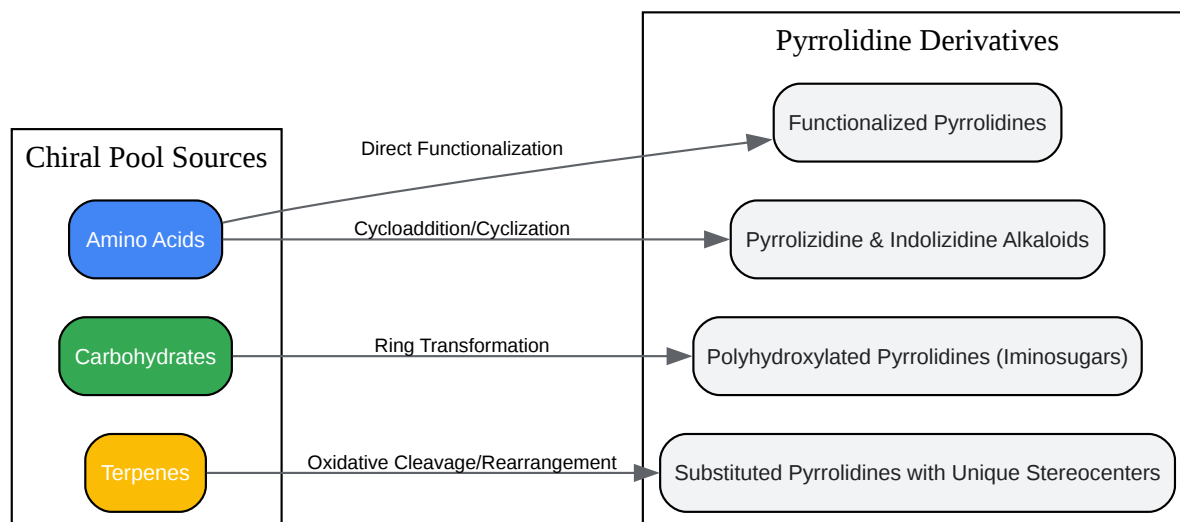 Pyrrolidine Derivatives
Functionalized Pyrrolidines
Chiral Pool Sources
Direct Functionalization
Amino Acids
Cycloaddition/Cyclization
Pyrrolizidine & Indolizidine Alkaloids
Carbohydrates
Ring Transformation
Polyhydroxylated Pyrrolidines (Iminosugars)
Terpenes
Oxidative Cleavage/Rearrangement
Substituted Pyrrolidines with Unique Stereocenters